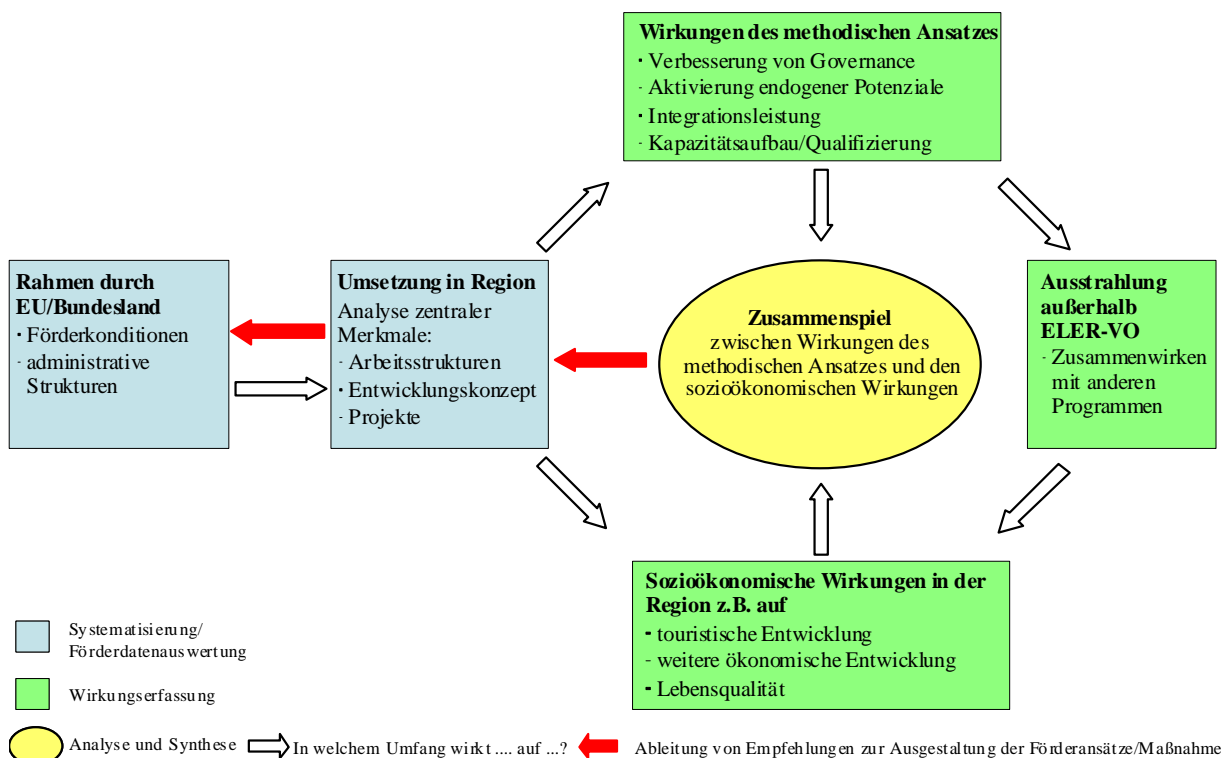 Wirkungen des methodischen Ansatzes
· Verbesserung von Governance
- Aktivierung endogener Potenziale
· Integrationsleistung
- Kapazitätsaufbau/Qualifizierung
Rahmen durch
EU/Bundesland
· Förderkonditionen
- administrative
Strukturen
Umsetzung in Region
Analyse zentraler
Merkmale:
- Arbeitsstrukturen
· Entwicklungskonzept
- Projekte
Zusammenspiel
zwischen Wirkungen des
methodischen Ansatzes und den
sozioökonomischen Wirkungen
Ausstrahlung
außerhalb
ELER-VO
- Zusammenwirken
mit anderen
Programmen
Sozioökonomische Wirkungen in der
Region z.B. auf
- touristische Entwicklung
- weitere ökonomische Entwicklung
- Lebensqualität
Systematisierung/
Förderdatenauswertung
Wirkungserfassung
Analyse und Synthese
In welchem Umfang wirkt .... auf ...?
Ableitung von Empfehlungen zur Ausgestaltung der Förderansätze/Maßnahme